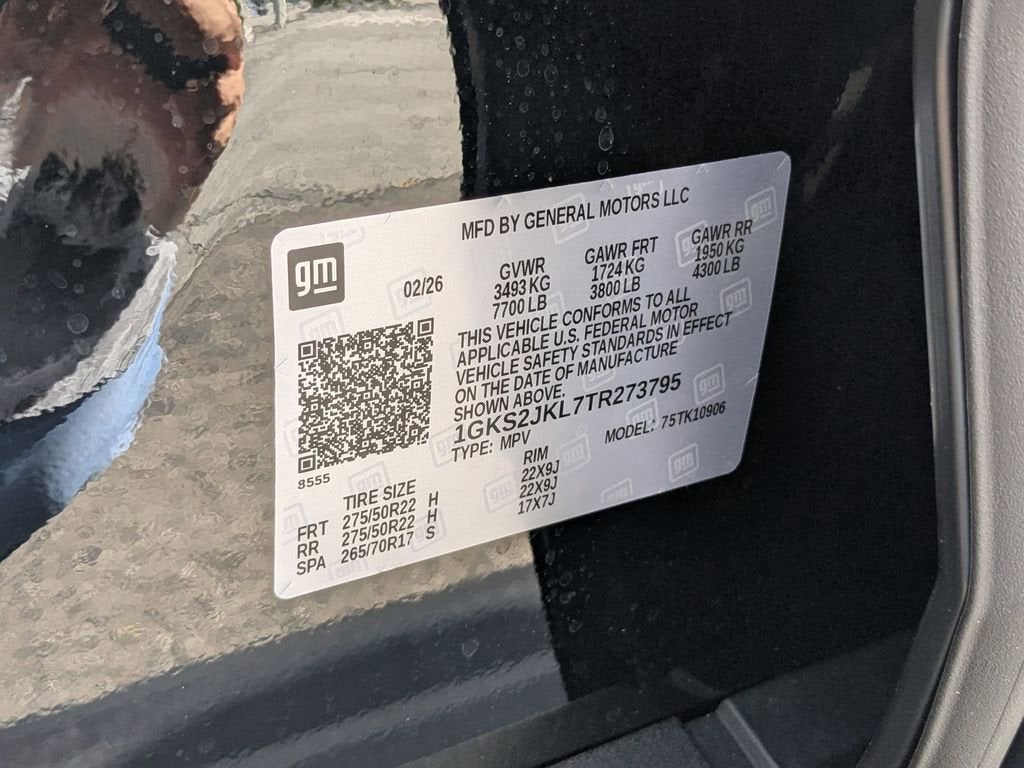 MFD BY GENERAL MOTORS LLC
gm
02/26
GVWR
3493 KG
7700 LB
GAWR FRT
1724 KG
3800 LB
GAWR RR
1950 KG
4300 LB
THIS VEHICLE CONFORMS TO ALL
APPLICABLE U.S. FEDERAL MOTOR
VEHICLE SAFETY STANDARDS IN EFFECT
ON THE DATE OF MANUFACTURE
SHOWN ABOVE.
1GKS2JKL7TR273795
TYPE: MPV
MODEL: 75TK10906
8555
TIRE SIZE
RIM
FRT 275/50R22 H 22X9J
RR 275/50R22 H 22X9J
SPA 265/70R17 S 17X7J